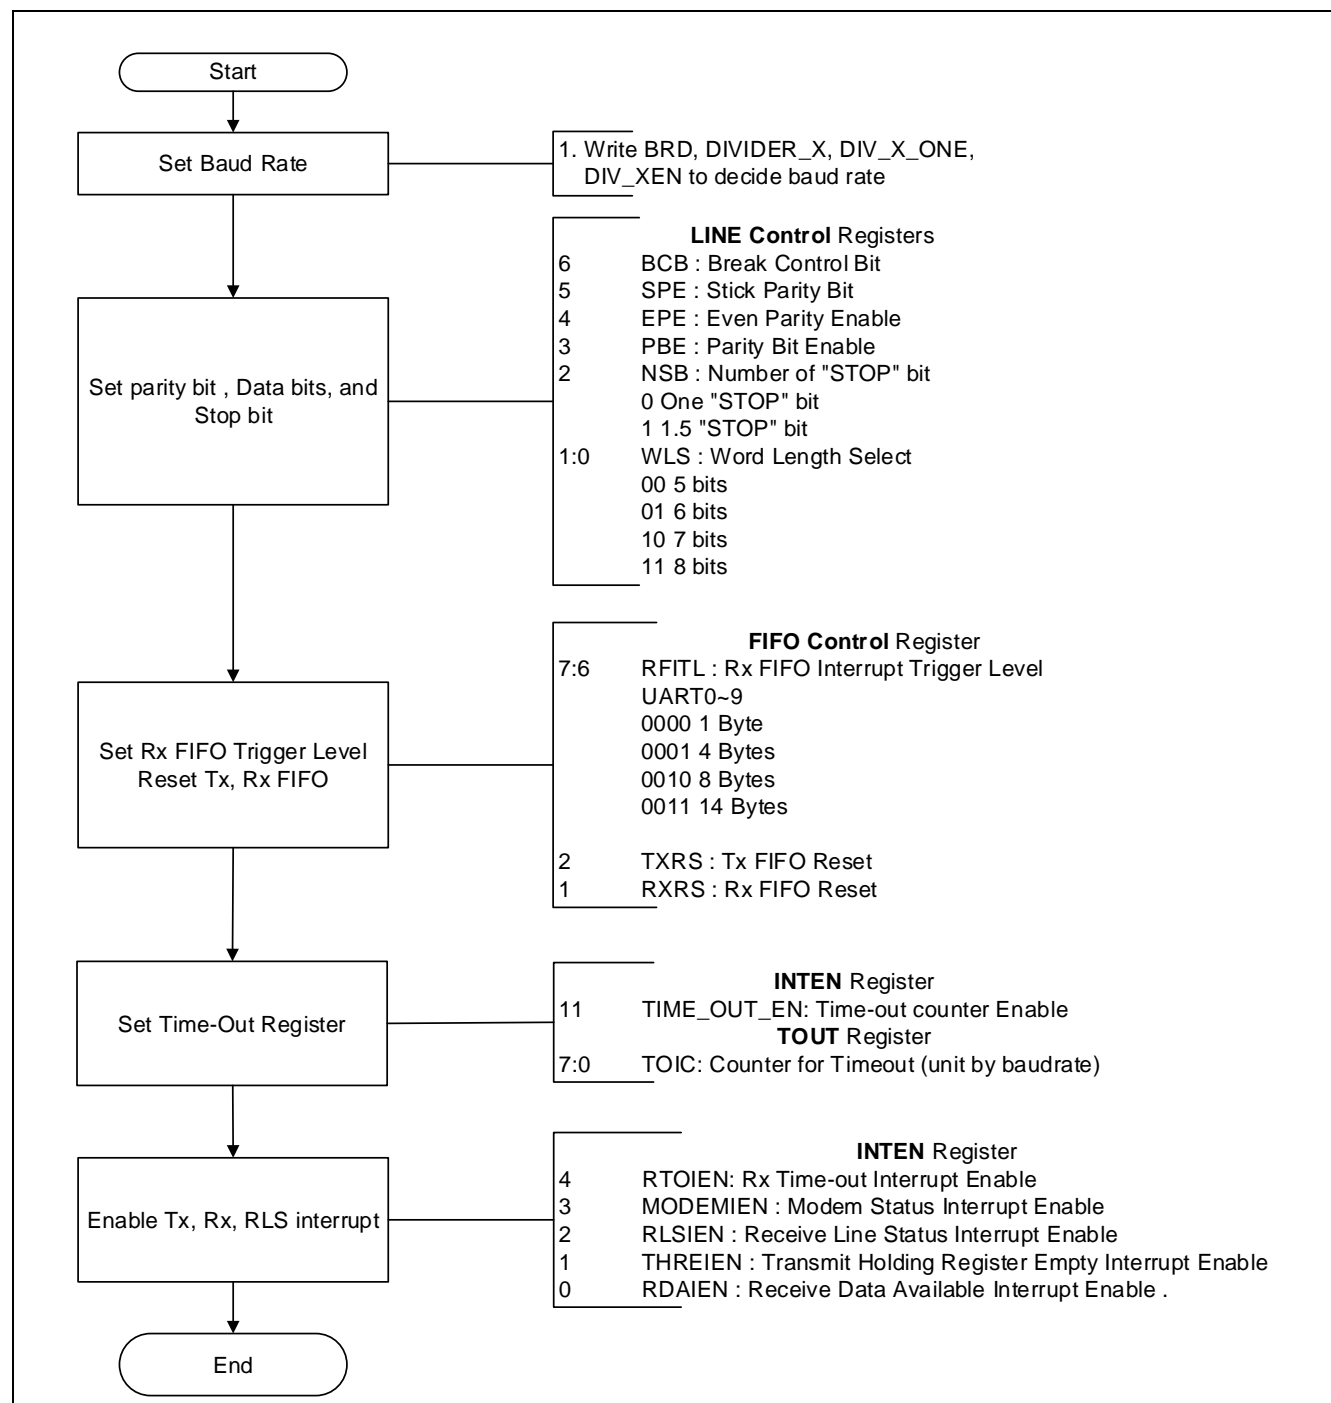 Start
Set Baud Rate
1. Write BRD, DIVIDER_X, DIV_X_ONE,
DIV_XEN to decide baud rate
Set parity bit , Data bits, and
Stop bit
LINE Control Registers
6 BCB : Break Control Bit
5 SPE : Stick Parity Bit
4 EPE : Even Parity Enable
3 PBE : Parity Bit Enable
2 NSB : Number of "STOP" bit
0 One "STOP" bit
1 1.5 "STOP" bit
1:0 WLS : Word Length Select
00 5 bits
01 6 bits
10 7 bits
11 8 bits
Set Rx FIFO Trigger Level
Reset Tx, Rx FIFO
FIFO Control Register
7:6 RFITL : Rx FIFO Interrupt Trigger Level
UART0~9
0000 1 Byte
0001 4 Bytes
0010 8 Bytes
0011 14 Bytes
2 TXRS : Tx FIFO Reset
1 RXRS : Rx FIFO Reset
Set Time-Out Register
INTEN Register
11 TIME_OUT_EN: Time-out counter Enable
TOUT Register
7:0 TOIC: Counter for Timeout (unit by baudrate)
Enable Tx, Rx, RLS interrupt
INTEN Register
4 RTOIEN: Rx Time-out Interrupt Enable
3 MODEMIEN : Modem Status Interrupt Enable
2 RLSIEN : Receive Line Status Interrupt Enable
1 THREIEN : Transmit Holding Register Empty Interrupt Enable
0 RDAIEN : Receive Data Available Interrupt Enable .
End